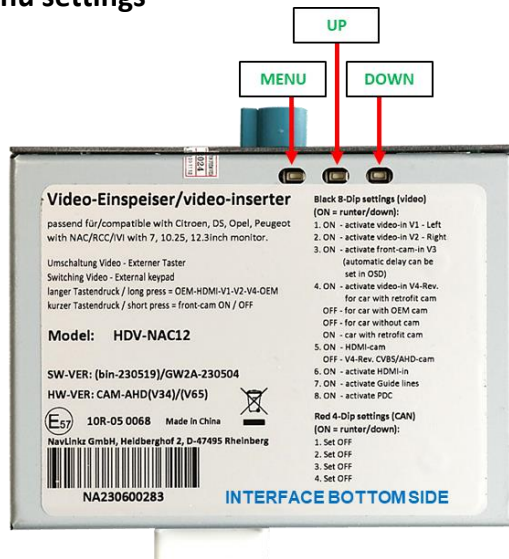 nu settings
UP
MENU
DOWN
2024
Video-Einspeiser/video-inserter
passend für/compatible with Citroen, DS, Opel, Peugeot
with NAC/RCC/IVI with 7, 10.25, 12.3inch monitor.
Umschaltung Video - Externer Taster
Switching Video - External keypad
langer Tastendruck / long press = OEM-HDMI-V1-V2-V4-OEM
kurzer Tastendruck / short press = front-cam ON / OFF
Model: HDV-NAC12
SW-VER: (bin-230519)/GW2A-230504
HW-VER: CAM-AHD(V34)/(V65)
E57 10R-05 0068 Made in China
NavLinkz GmbH, Heidberghof 2, D-47495 Rheinberg
NA230600283
Black 8-Dip settings (video)
(ON = runter/down):
1. ON - activate video-in V1 - Left
2. ON - activate video-in V2 - Right
3. ON - activate front-cam-in V3
(automatic delay can be
set in OSD)
4. ON - activate video-in V4-Rev.
for car with retrofit cam
OFF - for car with OEM cam
OFF - for car without cam
ON - car with retrofit cam
5. ON - HDMI-cam
OFF - V4-Rev. CVBS/AHD-cam
6. ON - activate HDMI-in
7. ON - activate Guide lines
8. ON - activate PDC
Red 4-Dip settings (CAN)
(ON = runter/down):
1. Set OFF
2. Set OFF
3. Set OFF
4. Set OFF
INTERFACE BOTTOM SIDE